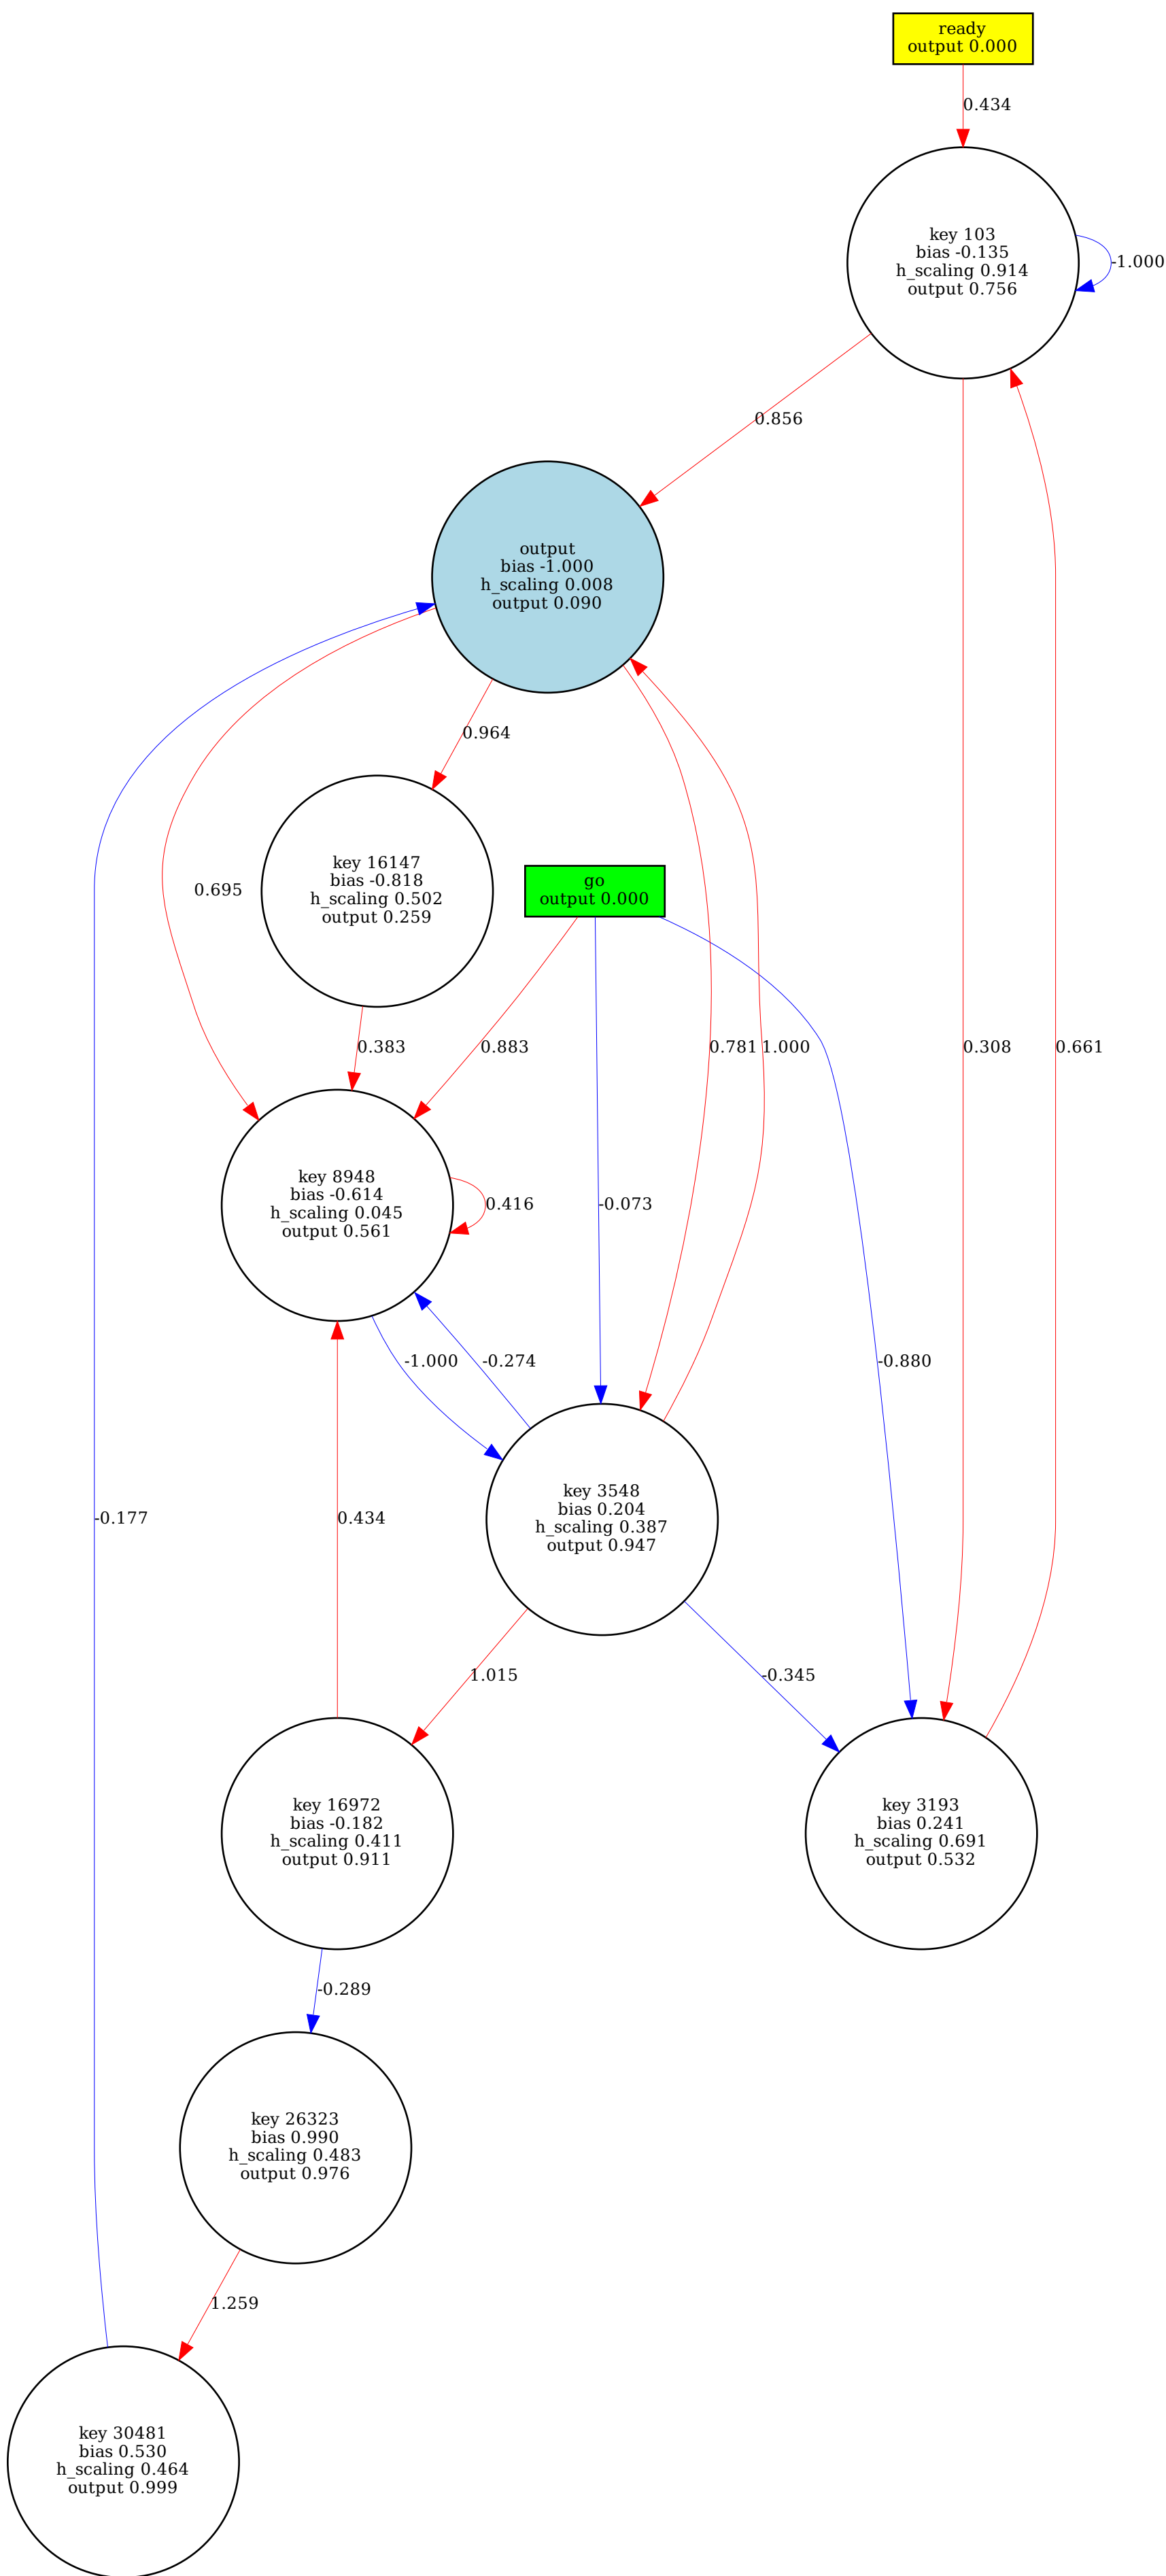 ready
output 0.000
0.434
key 103
bias -0.135
h_scaling 0.914
output 0.756
-1.000
0.856
output
bias -1.000
h_scaling 0.008
output 0.090
0.964
key 16147
bias -0.818
h_scaling 0.502
output 0.259
go
output 0.000
0.695
0.383
0.883
0.781
1.000
0.308
0.661
key 8948
bias -0.614
h_scaling 0.045
output 0.561
0.416
-0.073
-1.000
-0.274
-0.880
key 3548
bias 0.204
h_scaling 0.387
output 0.947
-0.177
0.434
1.015
-0.345
key 16972
bias -0.182
h_scaling 0.411
output 0.911
key 3193
bias 0.241
h_scaling 0.691
output 0.532
-0.289
key 26323
bias 0.990
h_scaling 0.483
output 0.976
1.259
key 30481
bias 0.530
h_scaling 0.464
output 0.999